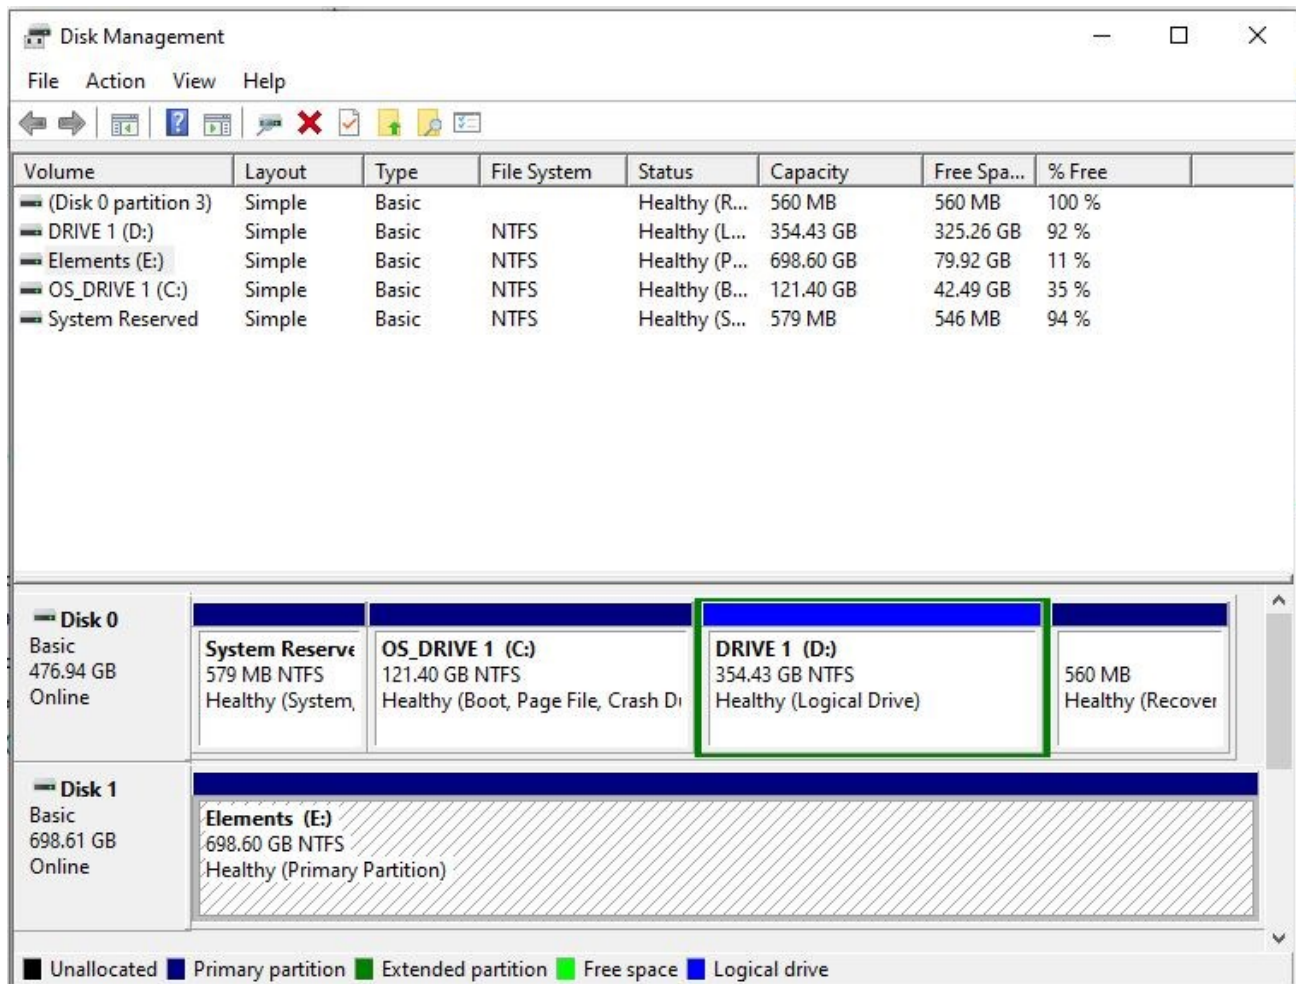 Disk Management
File Action View Help
Volume Layout Type File System Status Capacity Free Spa... % Free
(Disk 0 partition 3) Simple Basic Healthy (R... 560 MB 560 MB 100 %
DRIVE 1 (D:) Simple Basic NTFS Healthy (L... 354.43 GB 325.26 GB 92 %
Elements (E:) Simple Basic NTFS Healthy (P... 698.60 GB 79.92 GB 11 %
OS_DRIVE 1 (C:) Simple Basic NTFS Healthy (B... 121.40 GB 42.49 GB 35 %
System Reserved Simple Basic NTFS Healthy (S... 579 MB 546 MB 94 %
Disk 0
Basic
476.94 GB
Online
System Reserve
579 MB NTFS
Healthy (System,
OS_DRIVE 1 (C:)
121.40 GB NTFS
Healthy (Boot, Page File, Crash Du
DRIVE 1 (D:)
354.43 GB NTFS
Healthy (Logical Drive)
560 MB
Healthy (Recover
Disk 1
Basic
698.61 GB
Online
Elements (E:)
698.60 GB NTFS
Healthy (Primary Partition)
Unallocated Primary partition Extended partition Free space Logical drive